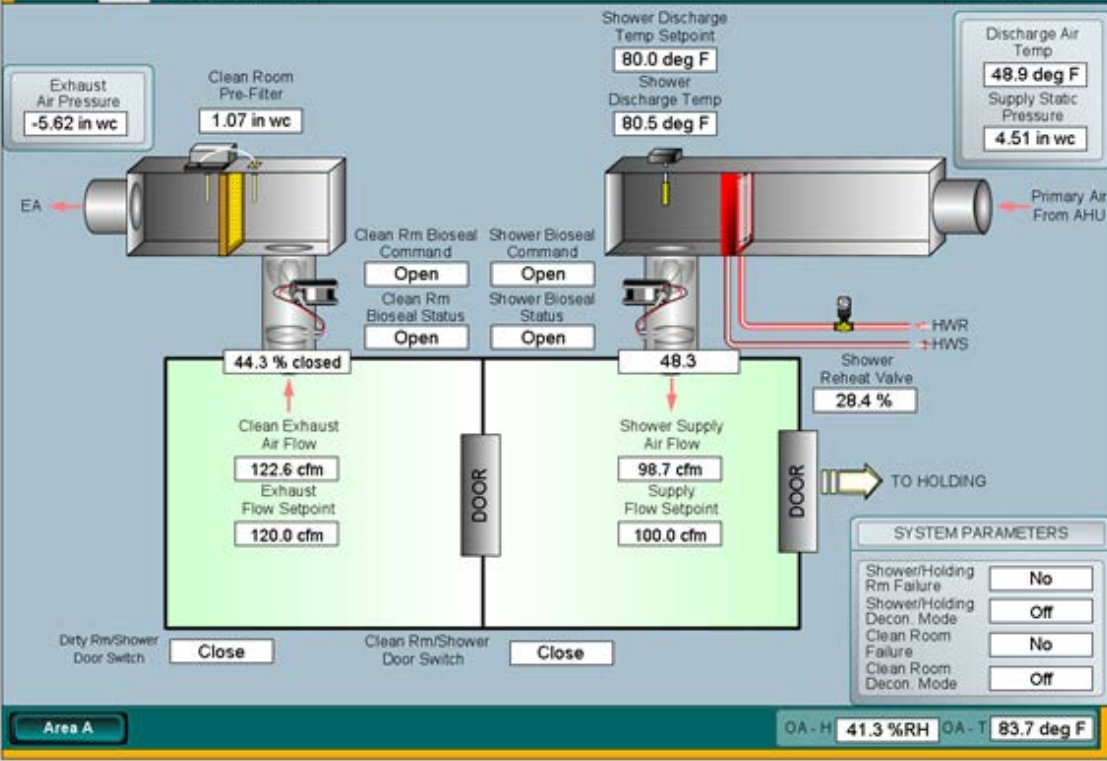 Shower Discharge
Temp Setpoint
80.0 deg F
Shower
Discharge Temp
80.5 deg F
Discharge Air
Temp
48.9 deg F
Supply Static
Pressure
4.51 in wc
Exhaust
Air Pressure
-5.62 in wc
Clean Room
Pre-Filter
1.07 in wc
EA
Primary Air
From AHU
Clean Rm Bioseal
Command
Open
Clean Rm
Bioseal Status
Open
Shower Bioseal
Command
Open
Shower Bioseal
Status
Open
HWR
HWS
44.3 % closed
48.3
Shower
Reheat Valve
28.4 %
Clean Exhaust
Air Flow
122.6 cfm
Exhaust
Flow Setpoint
120.0 cfm
DOOR
Shower Supply
Air Flow
98.7 cfm
Supply
Flow Setpoint
100.0 cfm
DOOR
TO HOLDING
SYSTEM PARAMETERS
Shower/Holding
Rm Failure
No
Shower/Holding
Decon. Mode
Off
Clean Room
Failure
No
Clean Room
Decon. Mode
Off
Dirty Rm/Shower
Door Switch
Close
Clean Rm/Shower
Door Switch
Close
Area A
OA - H 41.3 %RH OA - T 83.7 deg F